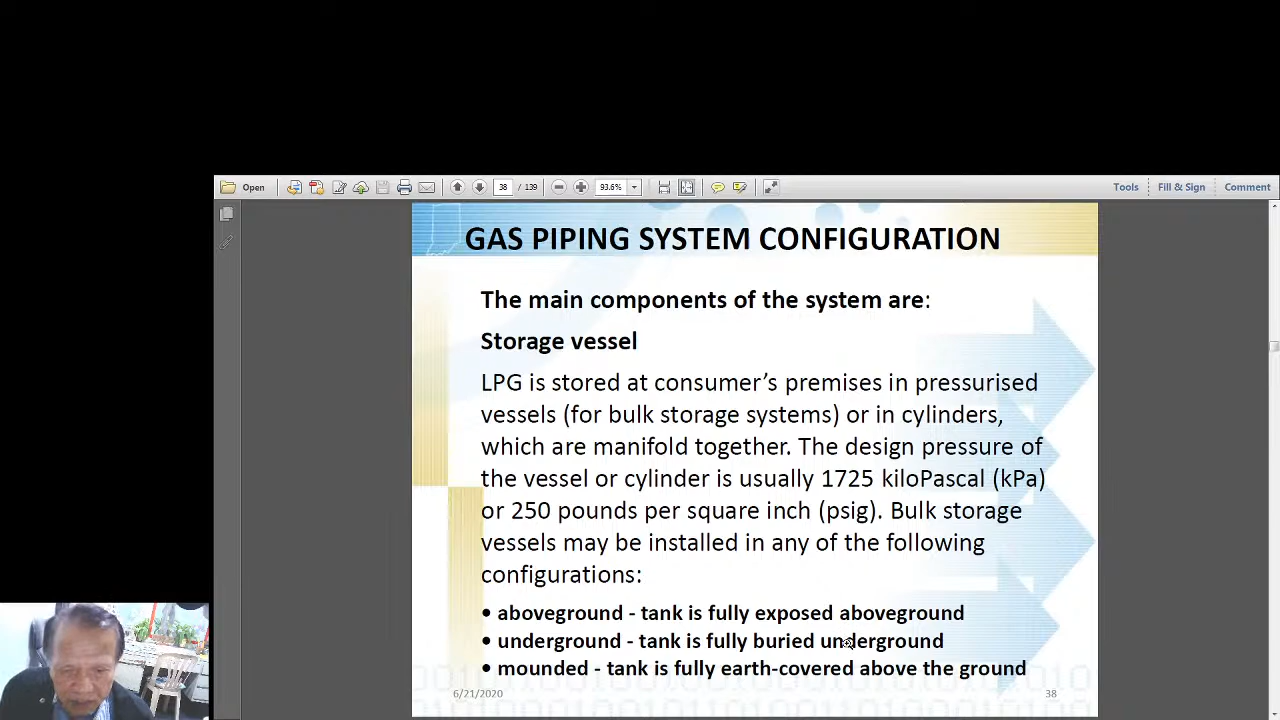 Open
38
/ 139
93.6%
Tools
Fill & Sign
Comment
GAS PIPING SYSTEM CONFIGURATION
The main components of the system are:
Storage vessel
LPG is stored at consumer’s premises in pressurised
vessels (for bulk storage systems) or in cylinders,
which are manifold together. The design pressure of
the vessel or cylinder is usually 1725 kiloPascal (kPa)
or 250 pounds per square inch (psig). Bulk storage
vessels may be installed in any of the following
configurations:
• aboveground - tank is fully exposed aboveground
• underground - tank is fully buried underground
• mounded - tank is fully earth-covered above the ground
6/21/2020
38